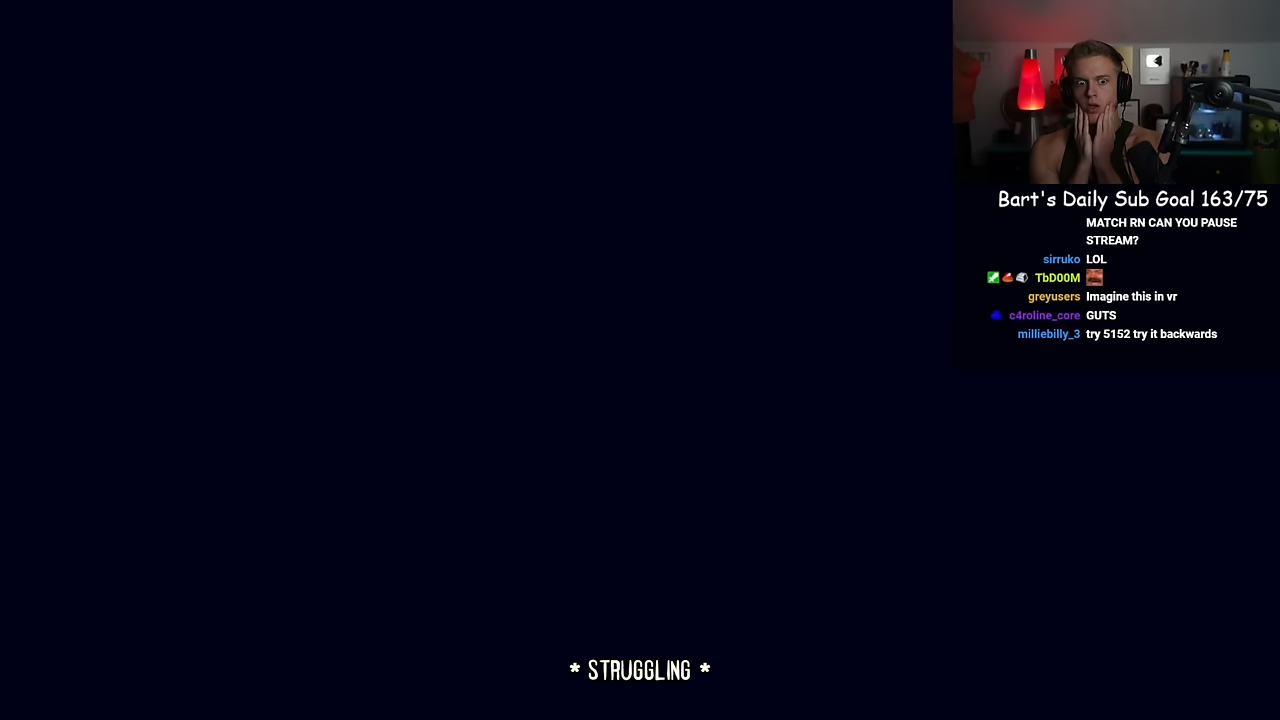 Bart's Daily Sub Goal 163/75
MATCH RN CAN YOU PAUSE
STREAM?
sirruko LOL
TbD00M
greyusers Imagine this in vr
c4roline_core GUTS
milliebilly_3 try 5152 try it backwards
* STRUGGLING *